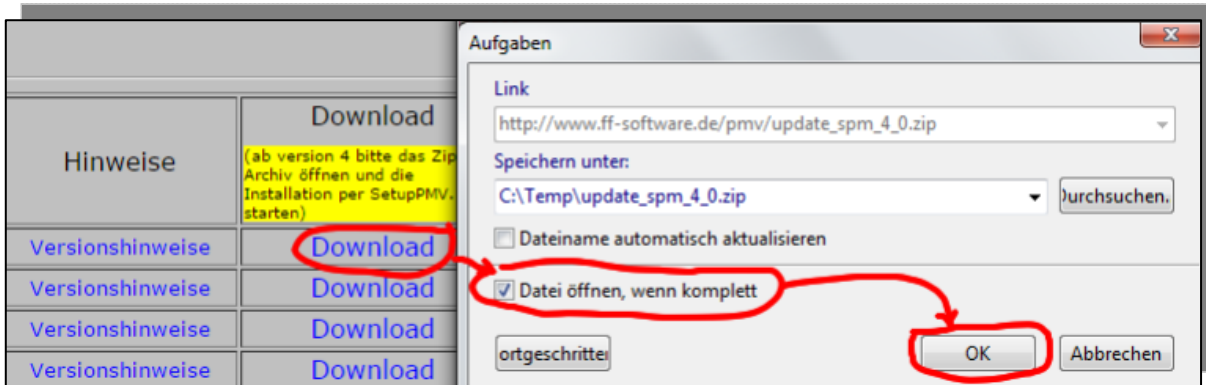 Hinweise
Download
(ab version 4 bitte das Zip
Archiv öffnen und die
Installation per SetupPMV.
starten)
Versionshinweise Download
Versionshinweise Download
Versionshinweise Download
Versionshinweise Download
Aufgaben
Link
http://www.ff-software.de/pmv/update_spm_4_0.zip
Speichern unter:
C:\Temp\update_spm_4_0.zip
)urchsuchen.
Dateiname automatisch aktualisieren
Datei öffnen, wenn komplett
ortgeschritte
OK
Abbrechen